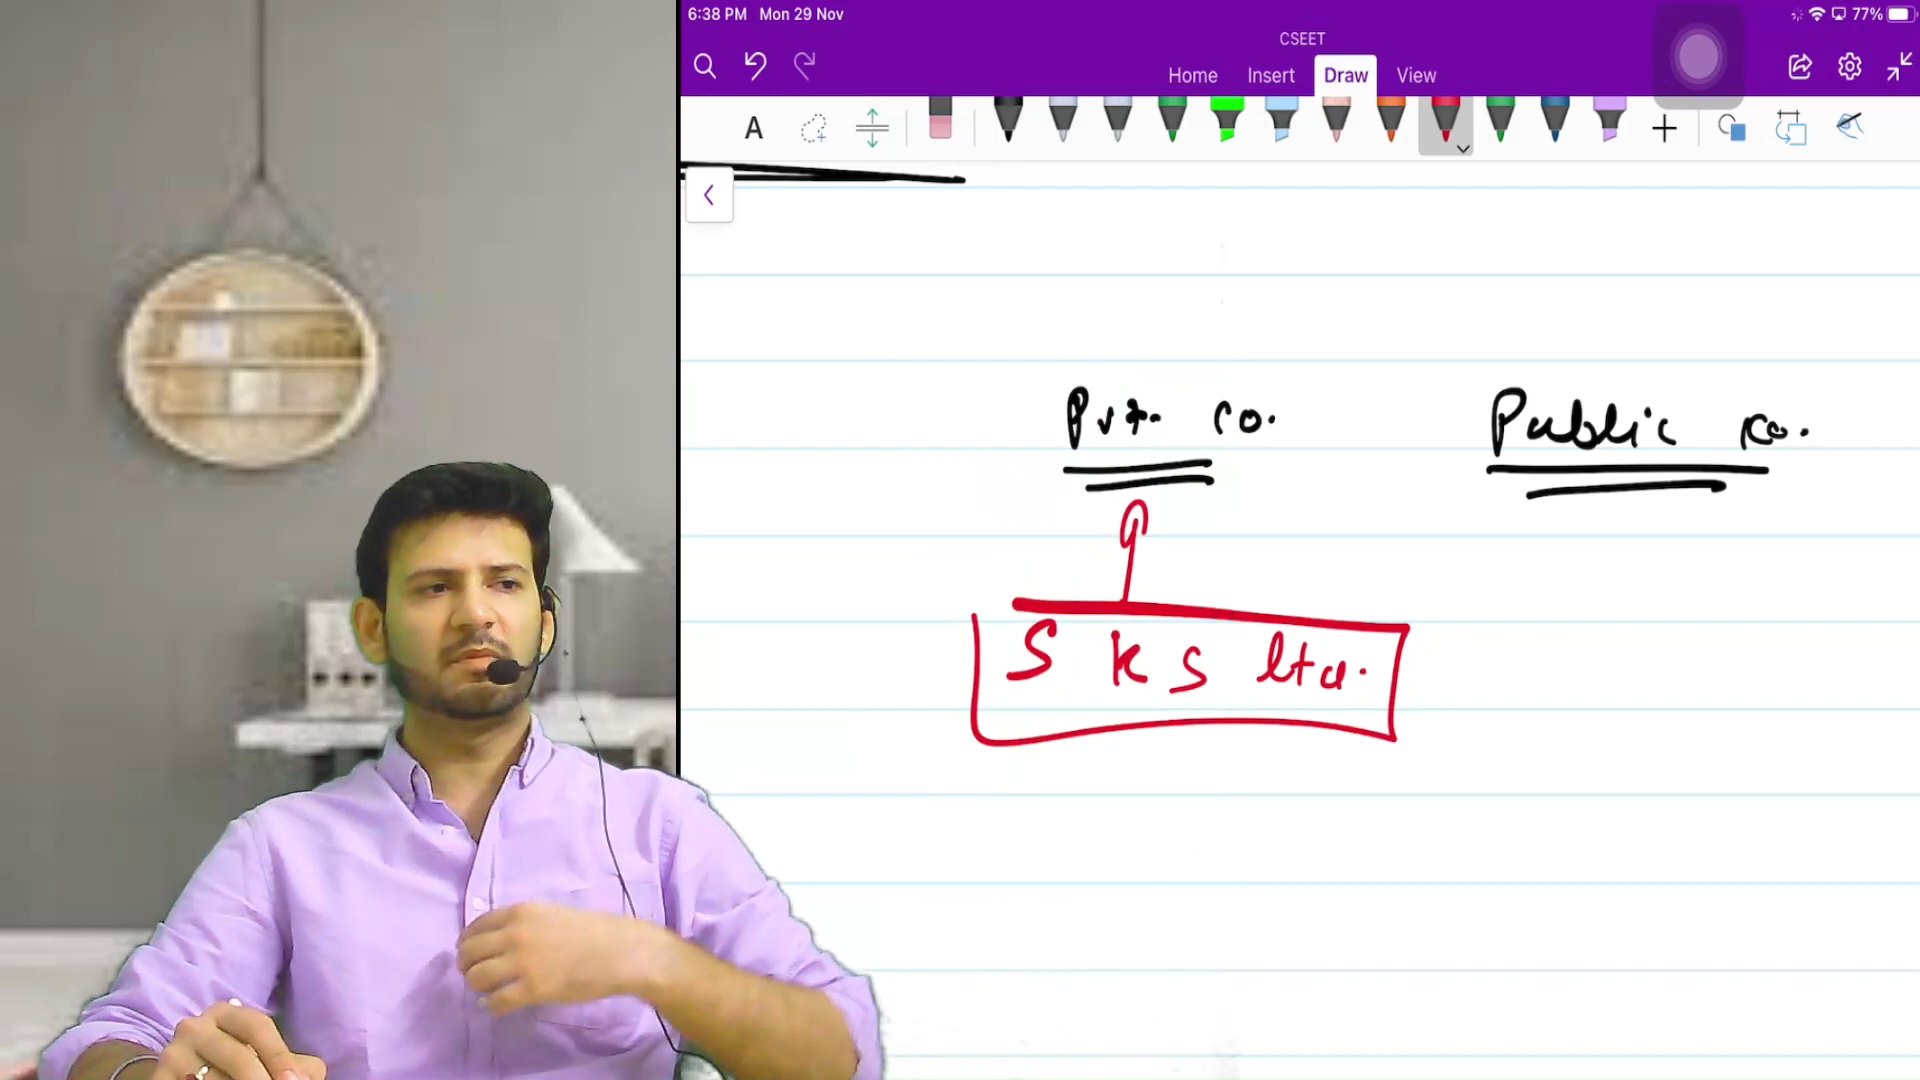 6:38 PM Mon 29 Nov 77%
CSEET
Home Insert Draw View
A
Pvt. co. Public co.
S K S Ltd.